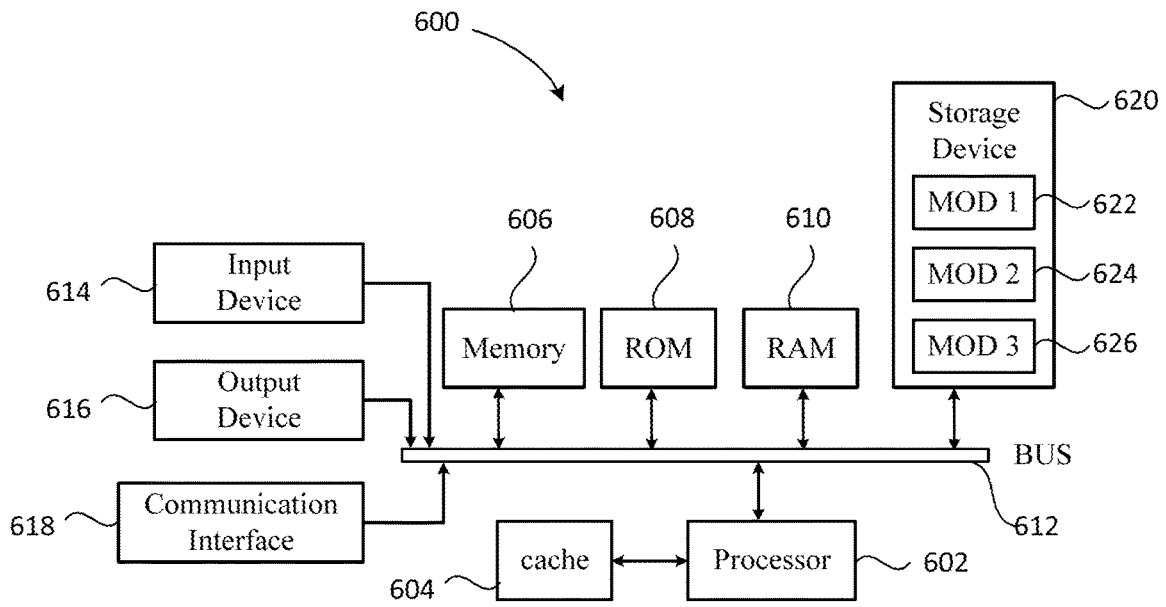 600
620
Storage
Device
MOD 1
622
606
608
610
Input
Device
614
MOD 2
624
Memory
ROM
RAM
MOD 3
626
Output
Device
616
BUS
Communication
Interface
618
612
cache
Processor
604
602